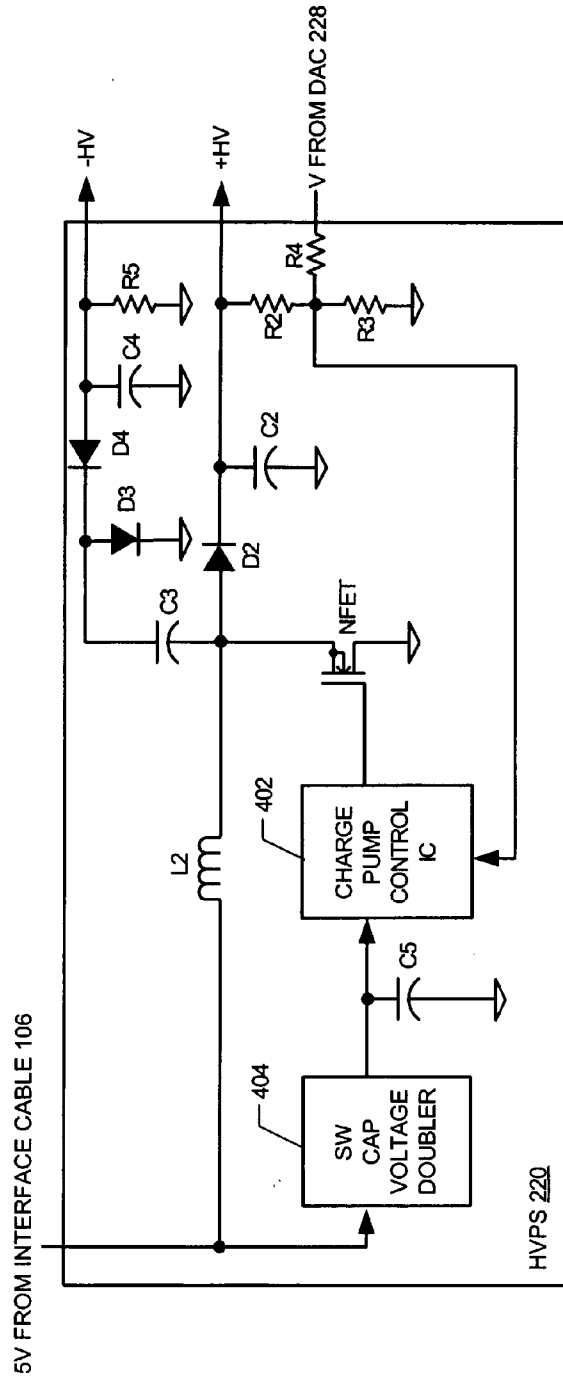 5V FROM INTERFACE CABLE 106
-HV
+HV
V FROM DAC 228
R5
C4
D4
D3
C3
R4
R2
R3
C2
D2
NFET
L2
402
CHARGE
PUMP
CONTROL
IC
C5
404
SW
CAP
VOLTAGE
DOUBLER
HVPS 220